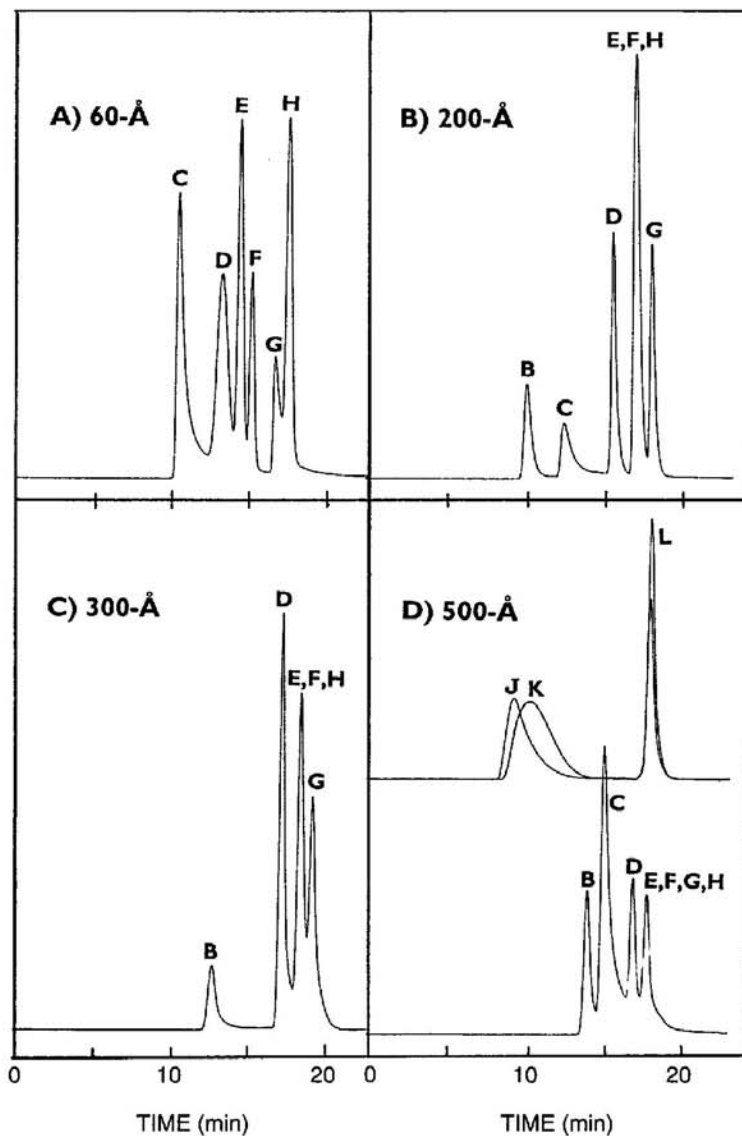 A) 60-Å
C
D
E
F
G
H
B) 200-Å
B
C
D
E,F,H
G
C) 300-Å
B
D
E,F,H
G
D) 500-Å
J K
L
B
C
D
E,F,G,H
0 10 20
0 10 20
TIME (min)
TIME (min)